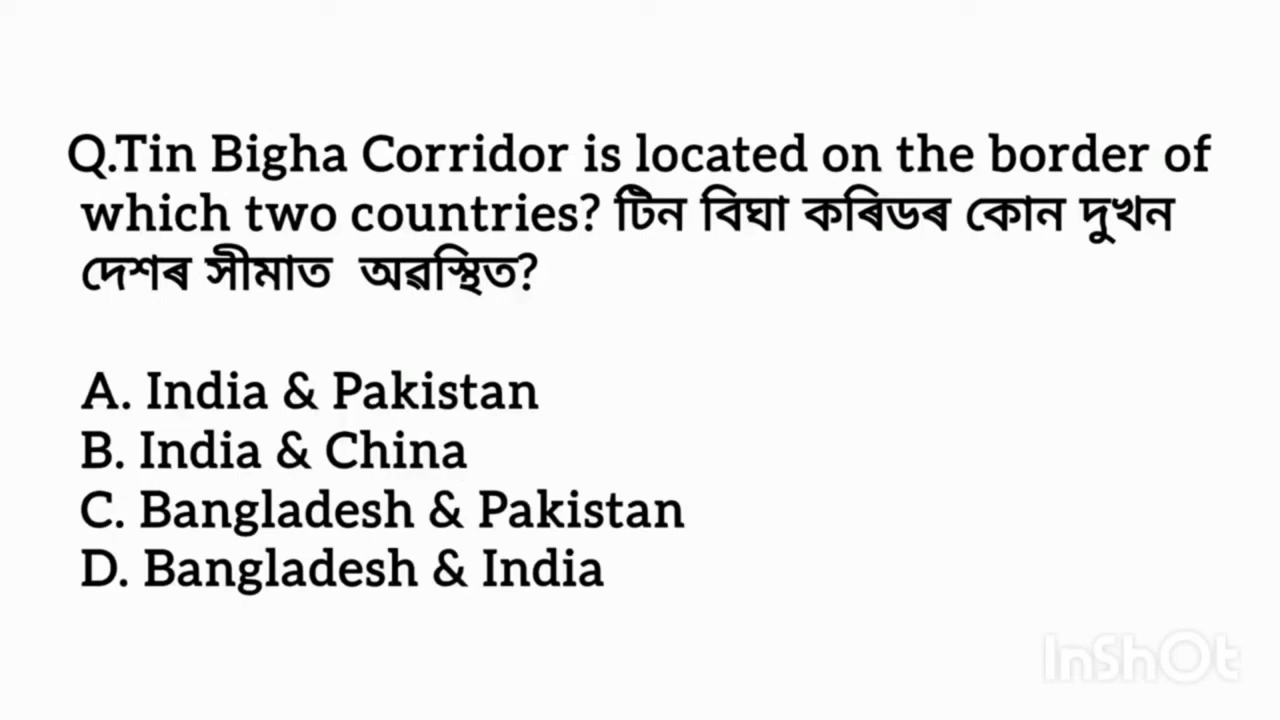 Q.Tin Bigha Corridor is located on the border of
which two countries? টিন বিঘা কৰিডৰ কোন দুখন
দেশৰ সীমাত অৱস্থিত?
A. India & Pakistan
B. India & China
C. Bangladesh & Pakistan
D. Bangladesh & India
InShOt